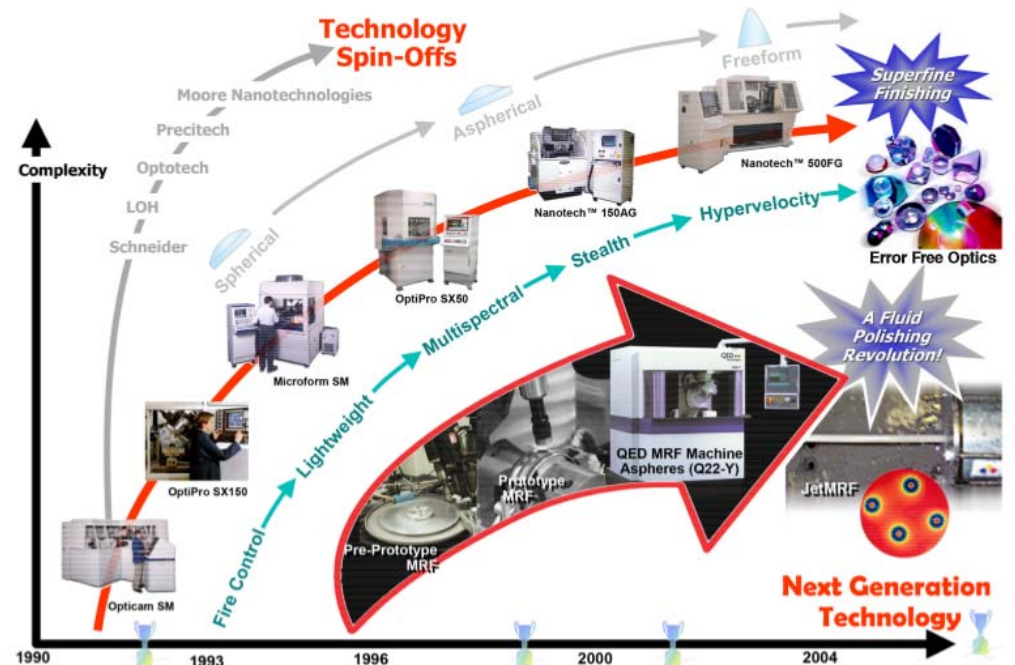 Technology
Spin-Offs
Moore Nanotechnologies
Precitech
Optotech
LOH
Schneider
Spherical
Aspherical
Freeform
Superfine
Finishing
Complexity
Nanotech™ 500FG
Nanotech™ 150AG
OptiPro SX50
Microform SM
OptiPro SX150
Opticam SM
Error Free Optics
Fire Control
Lightweight
Multispectral
Stealth
Hypervelocity
A Fluid
Polishing
Revolution!
QED
QED MRF Machine
Aspheres (Q22-Y)
Prototype
MRF
Pre-Prototype
MRF
JetMRF
Next Generation
Technology
1990
1993
1996
2000
2004